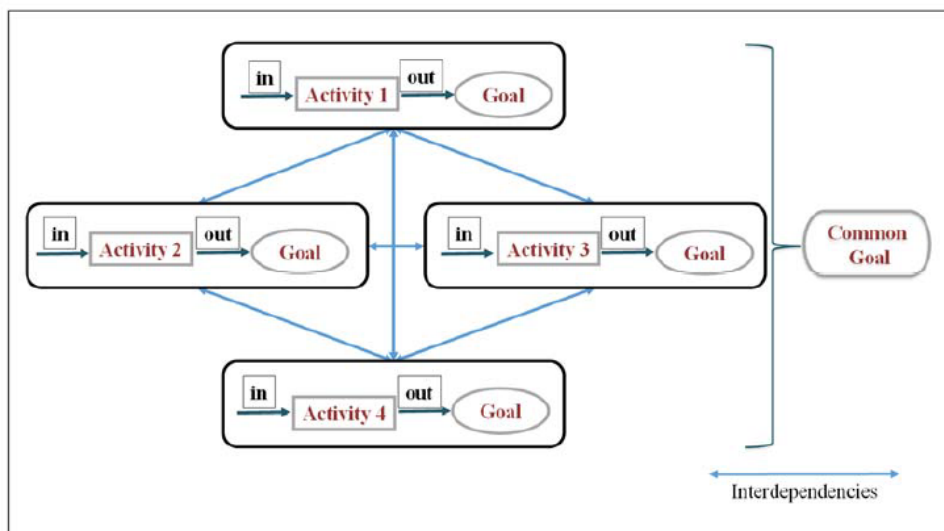 in
out
Activity 1
Goal
in
out
Activity 2
Goal
in
out
Activity 3
Goal
Common
Goal
in
out
Activity 4
Goal
Interdependencies